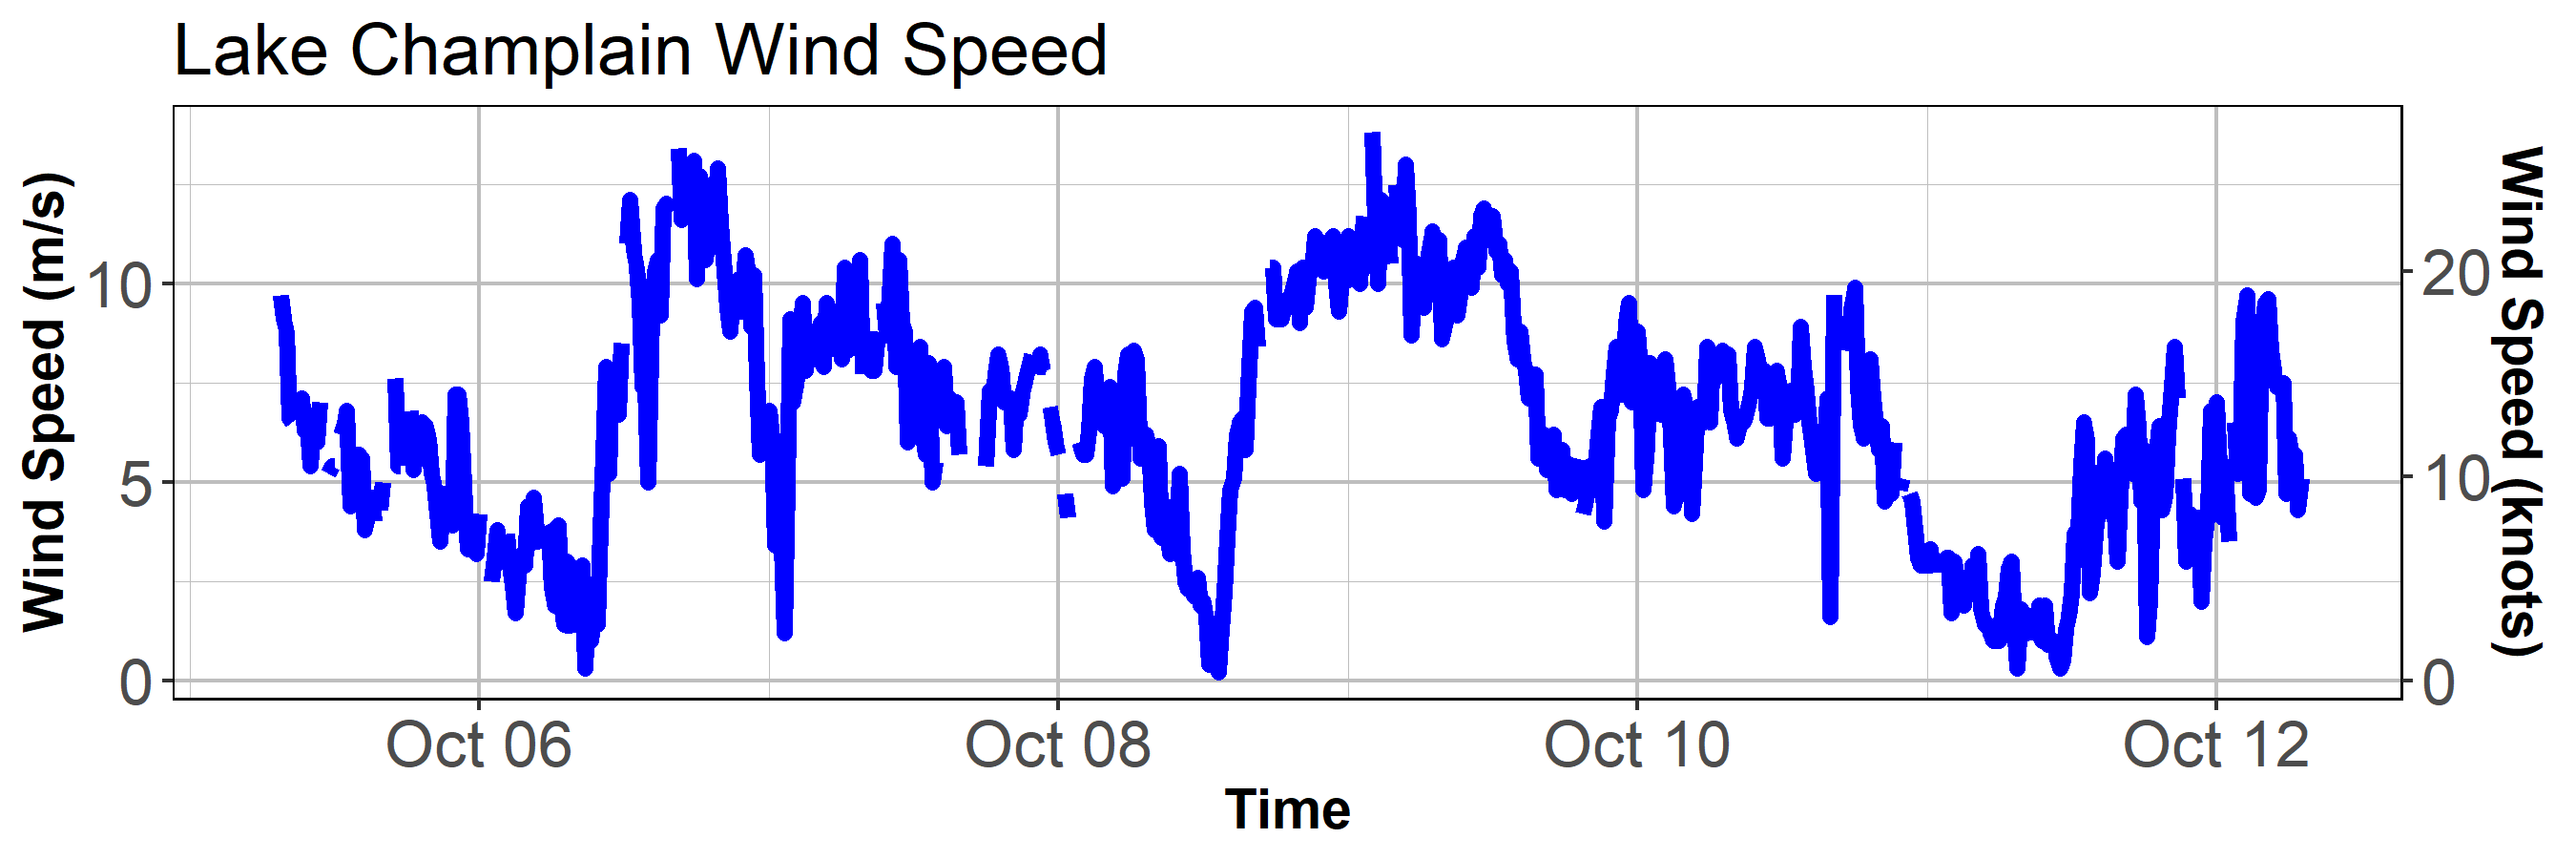 Lake Champlain Wind Speed
Wind Speed (m/s)
10
5
0
20
10
0
Wind Speed (knots)
Oct 06
Oct 08
Oct 10
Oct 12
Time